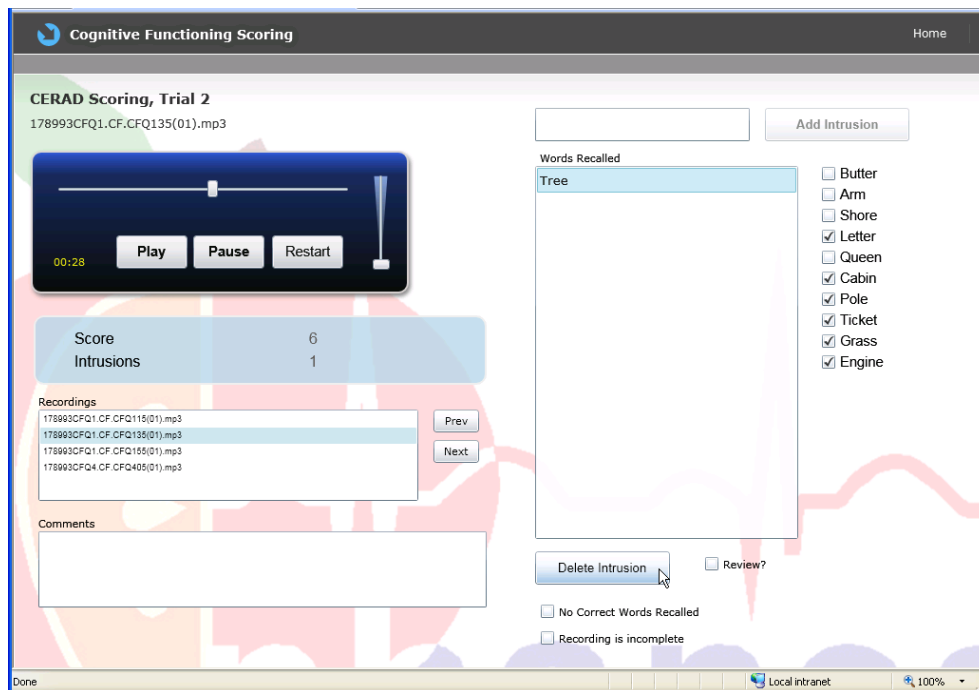 Cognitive Functioning Scoring
Home
CERAD Scoring, Trial 2
178993CFQ1.CF.CFQ135(01).mp3
Add Intrusion
Words Recalled
Tree
Butter
Arm
Shore
Letter
Queen
Cabin
Pole
Ticket
Grass
Engine
00:28
Play
Pause
Restart
Score 6
Intrusions 1
Recordings
178993CFQ1.CF.CFQ115(01).mp3
178993CFQ1.CF.CFQ135(01).mp3
178993CFQ1.CF.CFQ155(01).mp3
178993CFQ4.CF.CFQ405(01).mp3
Prev
Next
Comments
Delete Intrusion
Review?
No Correct Words Recalled
Recording is incomplete
Done
Local intranet
100%